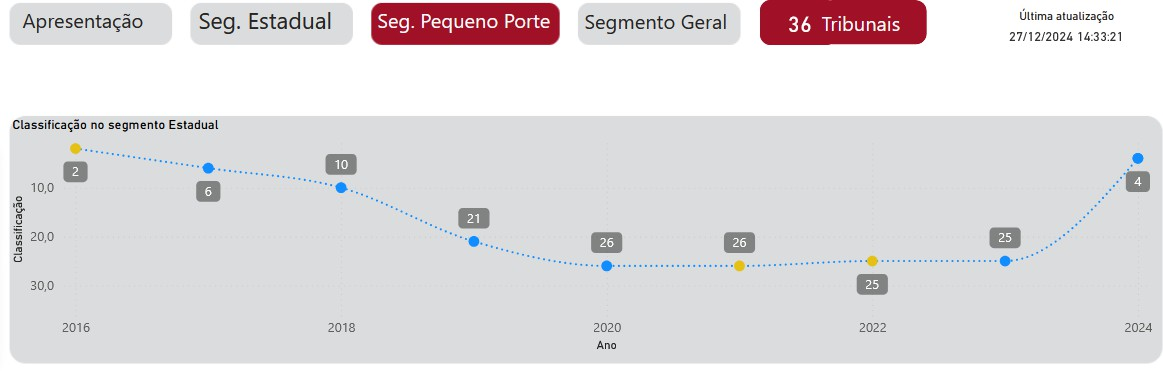 Apresentação
Seg. Estadual
Seg. Pequeno Porte
Segmento Geral
36 Tribunais
Última atualização
27/12/2024 14:33:21
Classificação no segmento Estadual
Classificação
10,0
20,0
30,0
2
6
10
21
26
26
25
25
4
2016
2018
2020
2022
2024
Ano